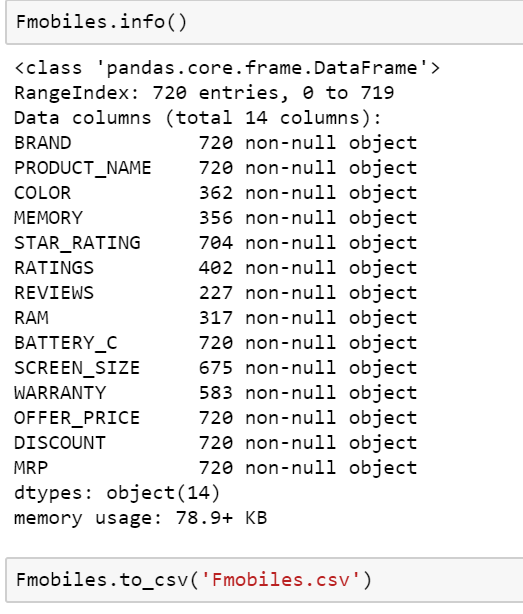 Fmobiles.info()
<class 'pandas.core.frame.DataFrame'>
RangeIndex: 720 entries, 0 to 719
Data columns (total 14 columns):
BRAND           720 non-null object
PRODUCT_NAME    720 non-null object
COLOR           362 non-null object
MEMORY          356 non-null object
STAR_RATING     704 non-null object
RATINGS         402 non-null object
REVIEWS         227 non-null object
RAM             317 non-null object
BATTERY_C       720 non-null object
SCREEN_SIZE     675 non-null object
WARRANTY        583 non-null object
OFFER_PRICE     720 non-null object
DISCOUNT        720 non-null object
MRP             720 non-null object
dtypes: object(14)
memory usage: 78.9+ KB
Fmobiles.to_csv('Fmobiles.csv')